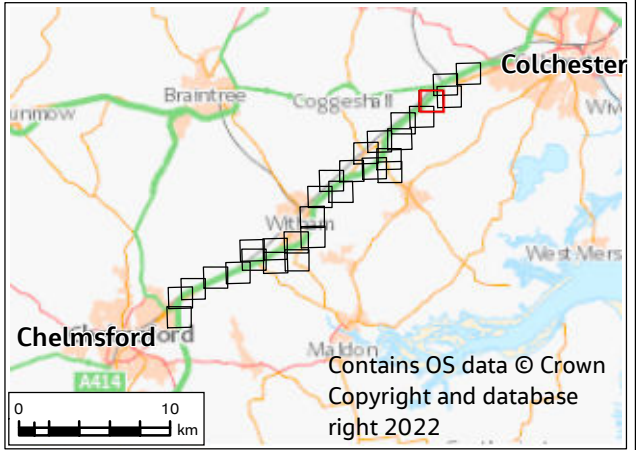 Colchester
Braintree
Coggeshall
unmow
Wiv
Witham
West Mers
Chelmsford
Maldon
A414
Contains OS data © Crown
Copyright and database
right 2022
0 10
km